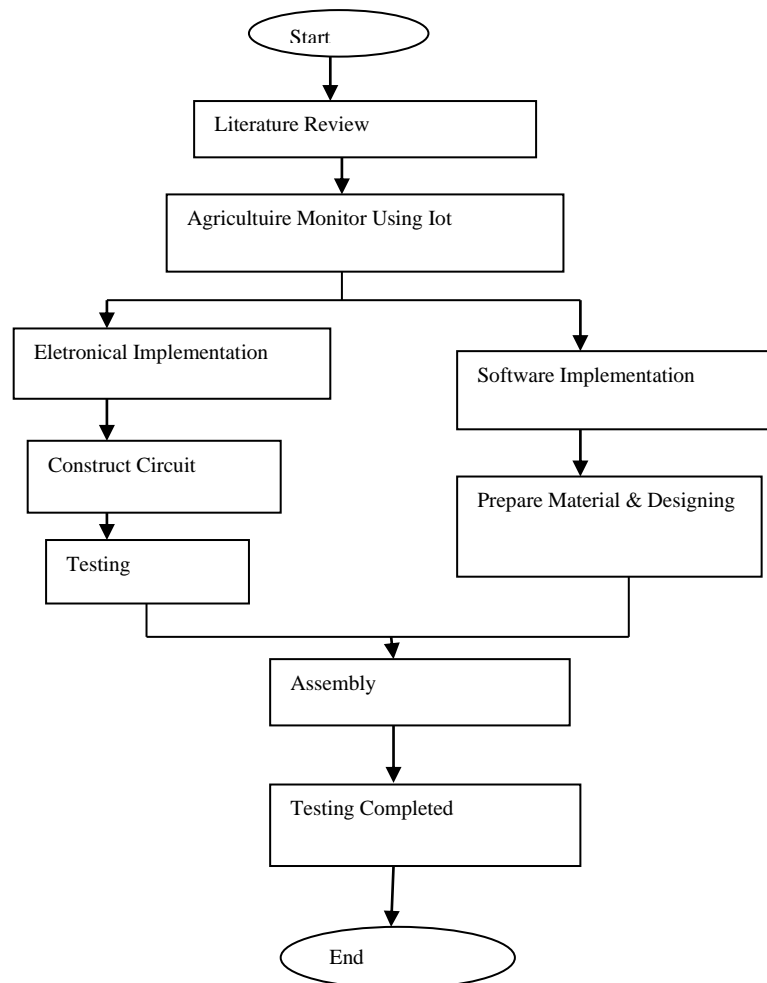 Start
Literature Review
Agricultuire Monitor Using Iot
Eletronical Implementation
Software Implementation
Construct Circuit
Prepare Material & Designing
Testing
Assembly
Testing Completed
End